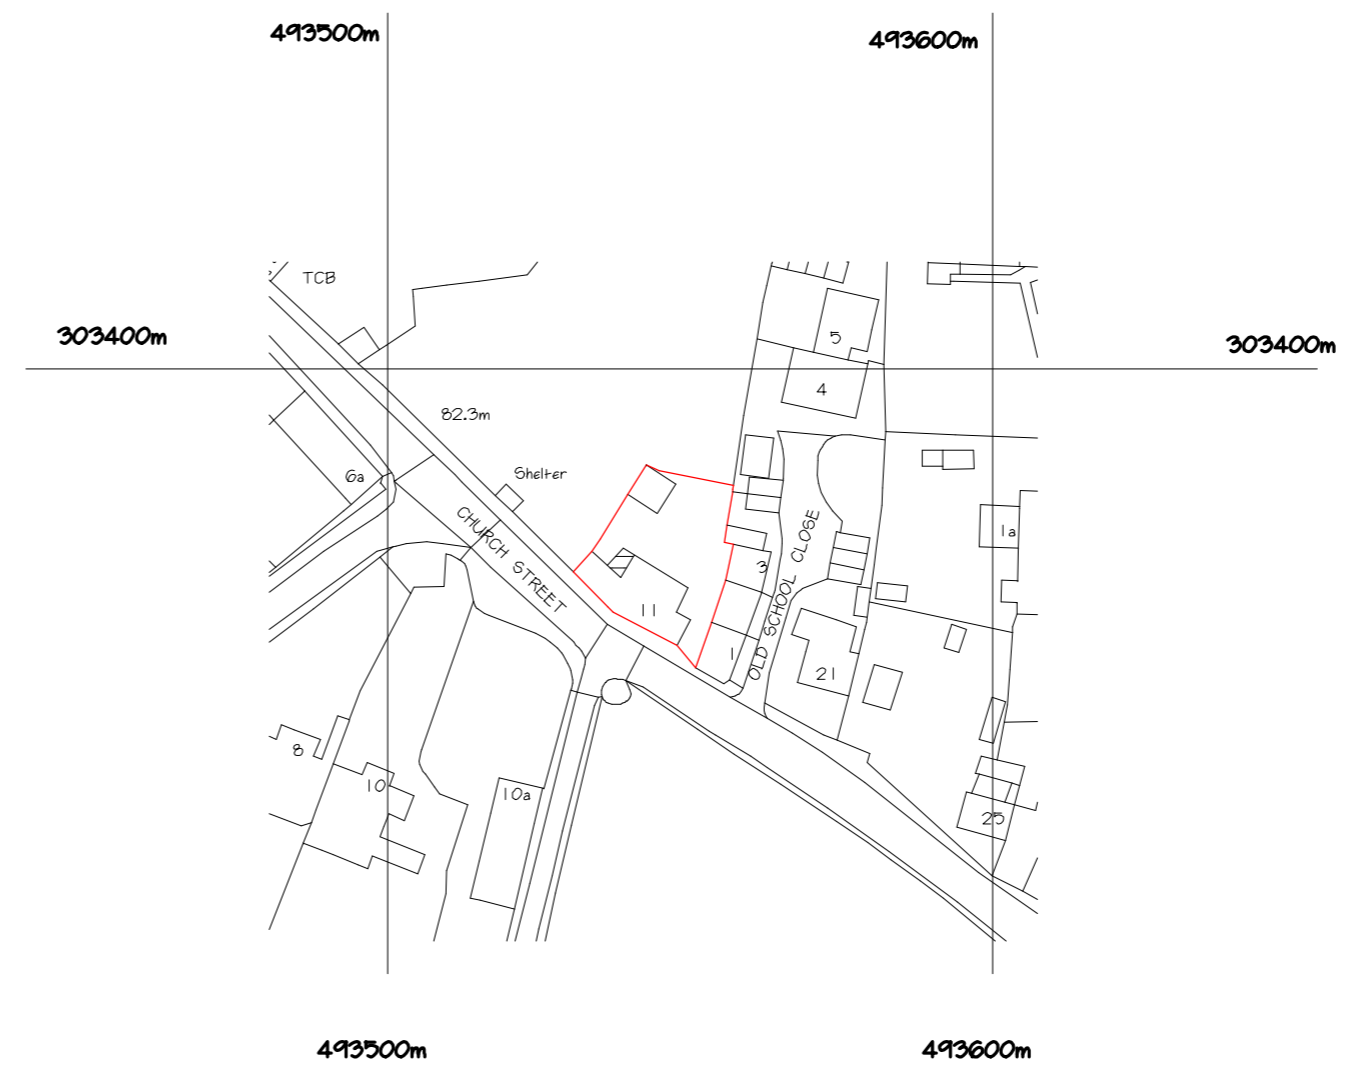 493500m
493600m
TCB
303400m
303400m
5
4
82.3m
6a
Shelter
CHURCH STREET
OLD SCHOOL CLOSE
1a
3
11
1
21
8
10
10a
25
493500m
493600m